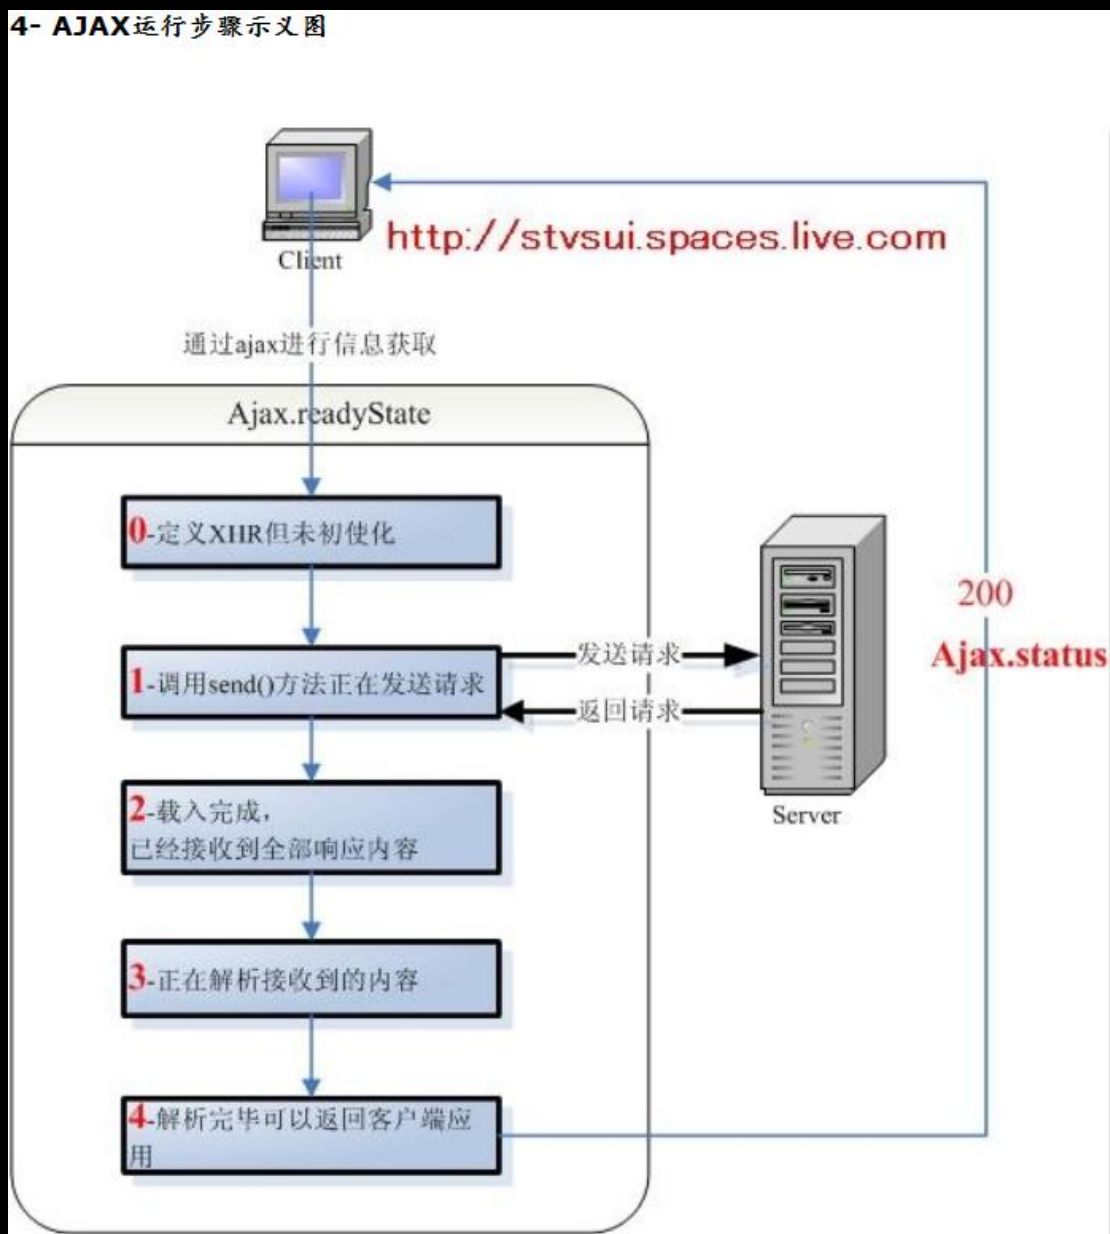 4- AJAX运行步骤示义图
http://stvsui.spaces.live.com
Client
通过ajax进行信息获取
Ajax.readyState
0-定义XHR但未初使化
200
发送请求
Ajax.status
1-调用send()方法正在发送请求
返回请求
2-载入完成，
已经接收到全部响应内容
Server
3-正在解析接收到的内容
4-解析完毕可以返回客户端应
用